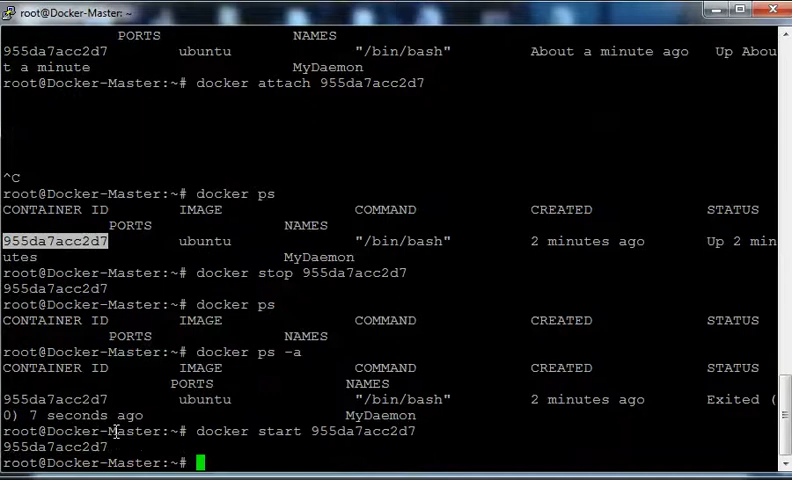 root@Docker-Master: ~
PORTS NAMES
955da7acc2d7 ubuntu "/bin/bash" About a minute ago Up Abou
t a minute MyDaemon
root@Docker-Master:~# docker attach 955da7acc2d7
^C
root@Docker-Master:~# docker ps
CONTAINER ID IMAGE COMMAND CREATED STATUS
PORTS NAMES
955da7acc2d7 ubuntu "/bin/bash" 2 minutes ago Up 2 min
utes MyDaemon
root@Docker-Master:~# docker stop 955da7acc2d7
955da7acc2d7
root@Docker-Master:~# docker ps
CONTAINER ID IMAGE COMMAND CREATED STATUS
PORTS NAMES
root@Docker-Master:~# docker ps -a
CONTAINER ID IMAGE COMMAND CREATED STATUS
PORTS NAMES
955da7acc2d7 ubuntu "/bin/bash" 2 minutes ago Exited (
0) 7 seconds ago MyDaemon
root@Docker-Master:~# docker start 955da7acc2d7
955da7acc2d7
root@Docker-Master:~#